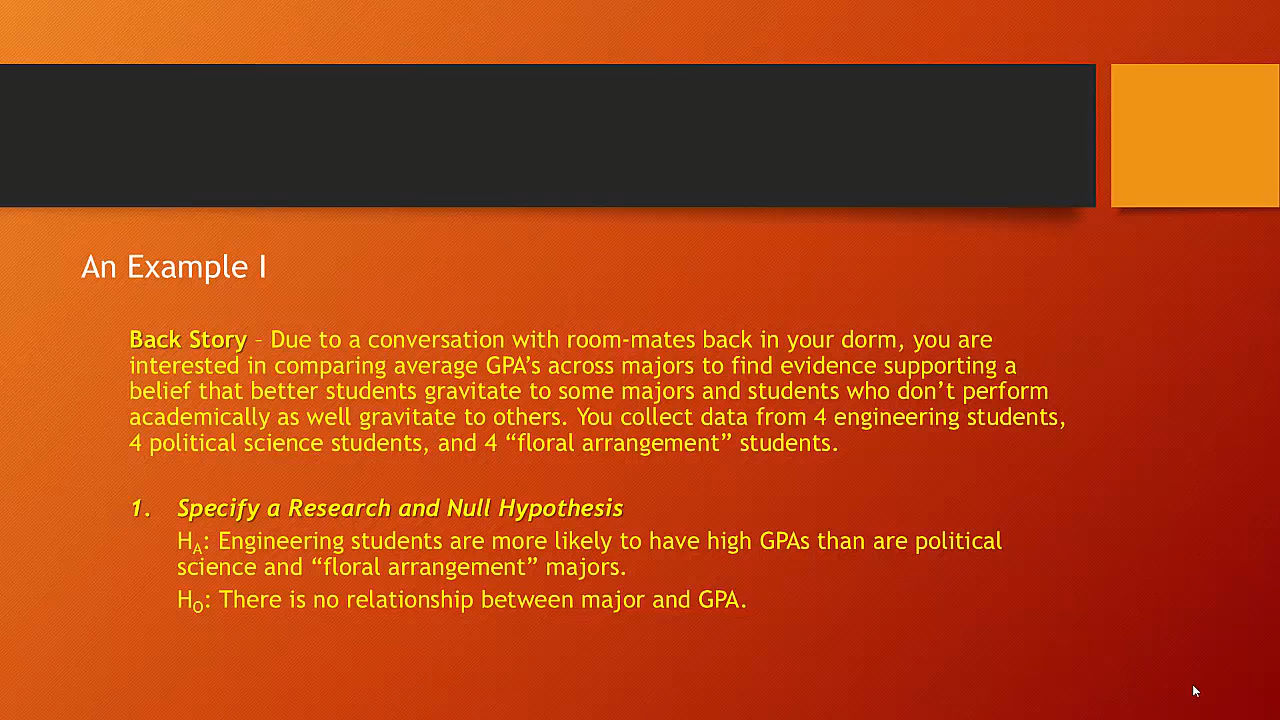 An Example I
Back Story – Due to a conversation with room-mates back in your dorm, you are
interested in comparing average GPA’s across majors to find evidence supporting a
belief that better students gravitate to some majors and students who don’t perform
academically as well gravitate to others. You collect data from 4 engineering students,
4 political science students, and 4 “floral arrangement” students.
1. Specify a Research and Null Hypothesis
HA: Engineering students are more likely to have high GPAs than are political
science and “floral arrangement” majors.
HO: There is no relationship between major and GPA.